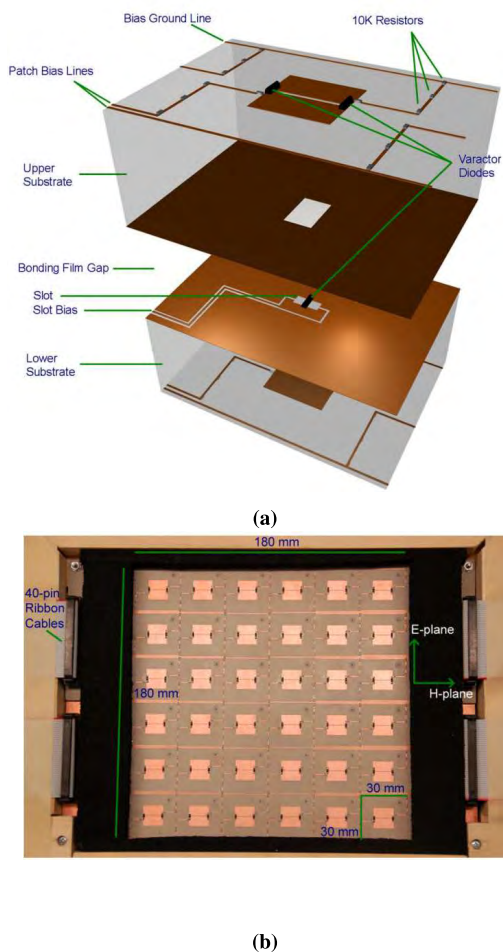 Bias Ground Line
10K Resistors
Patch Bias Lines
Upper
Substrate
Varactor
Diodes
Bonding Film Gap
Slot
Slot Bias
Lower
Substrate
(a)
180 mm
40-pin
Ribbon
Cables
E-plane
H-plane
180 mm
30 mm
30 mm
(b)